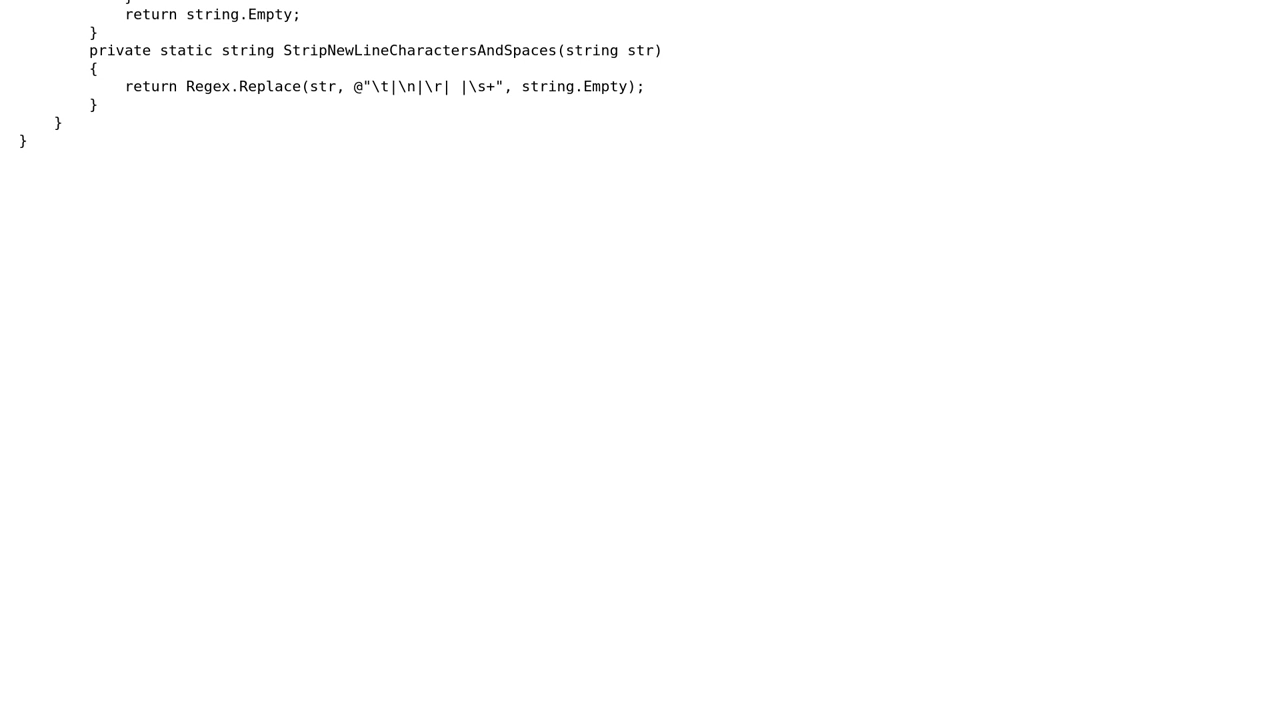 }
            return string.Empty;
        }
        private static string StripNewLineCharactersAndSpaces(string str)
        {
            return Regex.Replace(str, @"\t|\n|\r| |\s+", string.Empty);
        }
    }
}